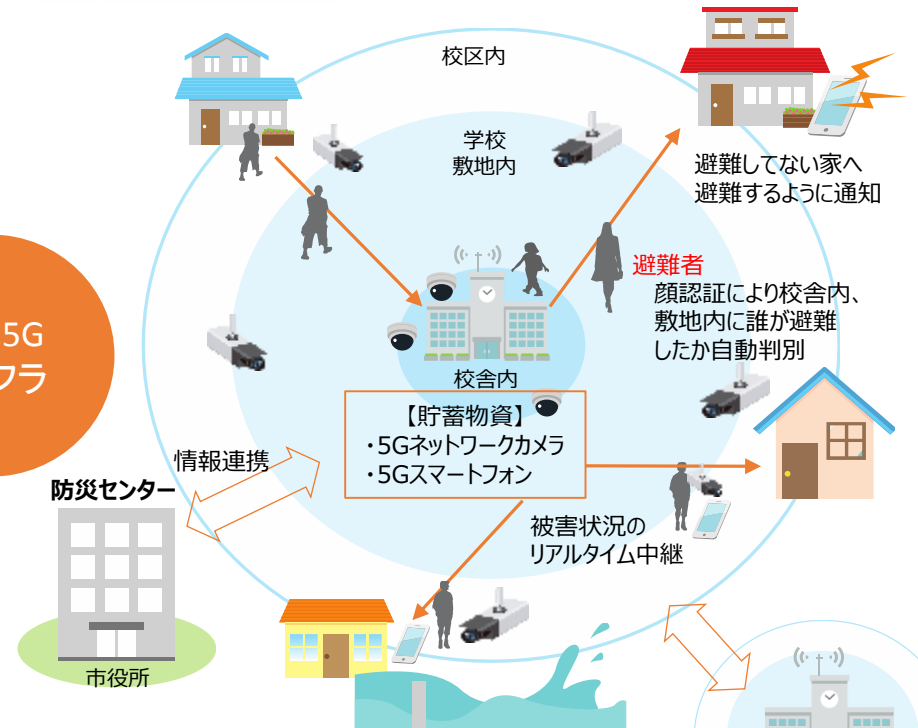 校区内
学校
敷地内
避難してない家へ
避難するように通知
避難者
顔認証により校舎内、
敷地内に誰が避難
したか自動判別
5G
フラ
校舎内
【貯蓄物資】
・5Gネットワークカメラ
・5Gスマートフォン
情報連携
防災センター
被害状況の
リアルタイム中継
市役所